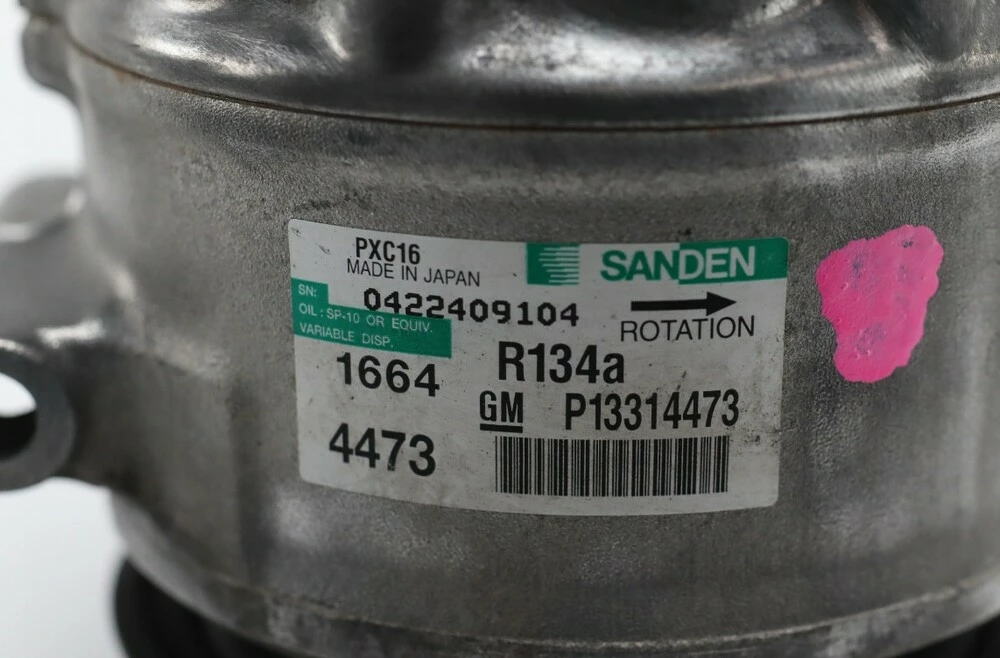 PXC16
MADE IN JAPAN
SANDEN
SN:
0422409104
OIL : SP-10 OR EQUIV.
VARIABLE DISP.
ROTATION
1664
R134a
GM P13314473
4473